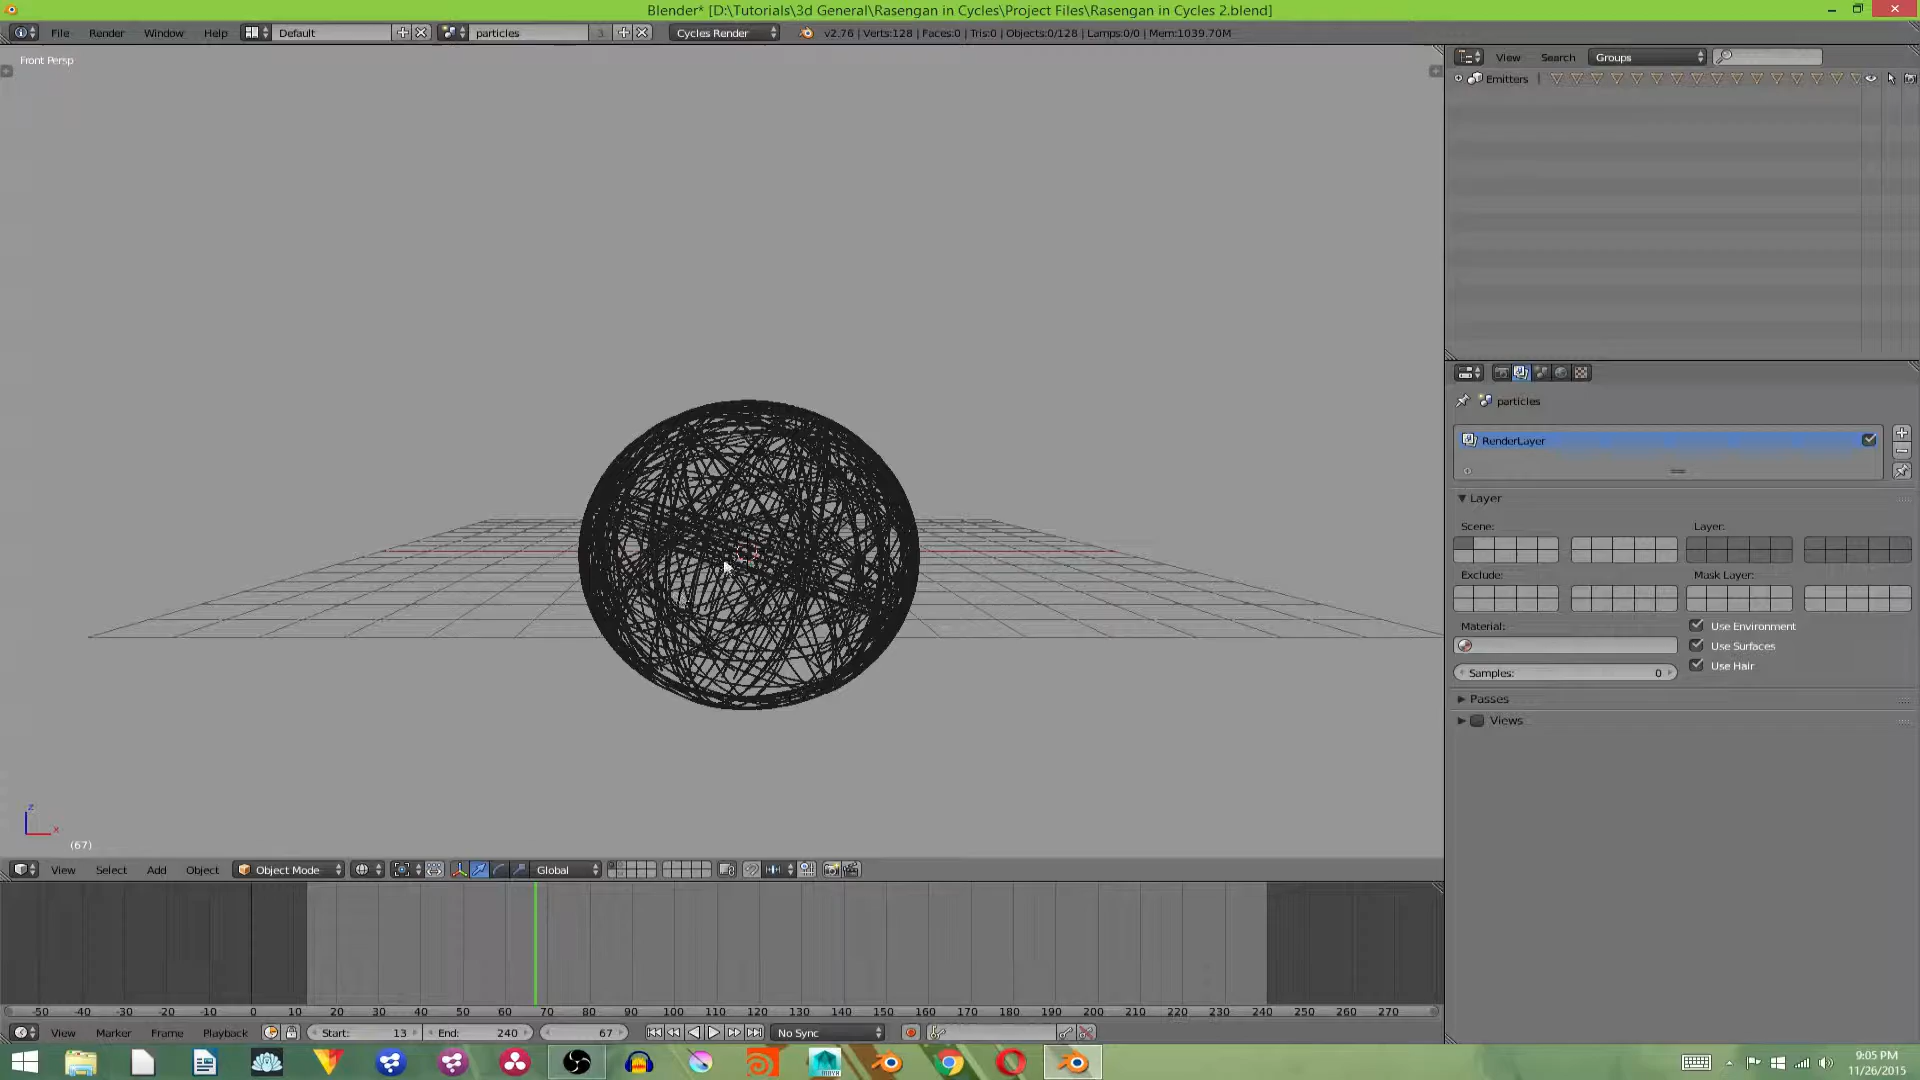 Blender* [D:\Tutorials\3d General\Rasengan in Cycles\Project Files\Rasengan in Cycles 2.blend]
File Render Window Help Default particles 3 Cycles Render v2.76 | Verts:128 | Faces:0 | Tris:0 | Objects:0/128 | Lamps:0/0 | Mem:1039.70M
Front Persp
View Search Groups
Emitters
particles
RenderLayer
Layer
Scene: Layer:
Exclude: Mask Layer:
Material: Use Environment
Use Surfaces
Samples: 0 Use Hair
Passes
Views
z
x
(67)
View Select Add Object Object Mode Global
-50 -40 -30 -20 -10 0 10 20 30 40 50 60 70 80 90 100 110 120 130 140 150 160 170 180 190 200 210 220 230 240 250 260 270
View Marker Frame Playback Start: 13 End: 240 67 No Sync
MAYA
9:05 PM
11/26/2015